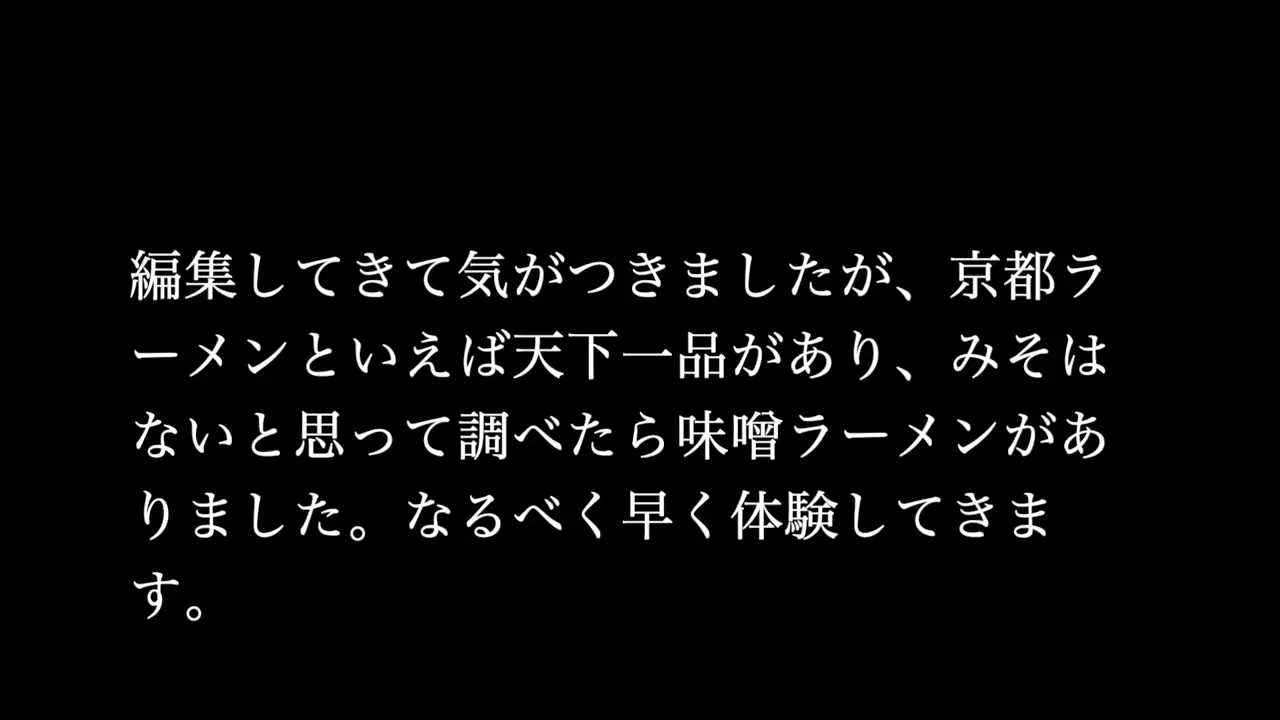 編集してきて気がつきましたが、京都ラ
ーメンといえば天下一品があり、みそは
ないと思って調べたら味噌ラーメンがあ
りました。なるべく早く体験してきま
す。